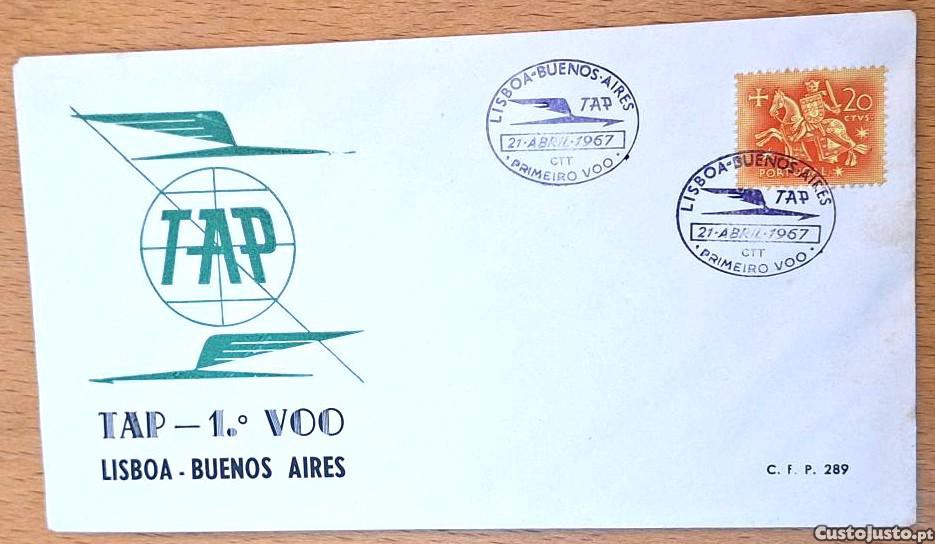 LISBOA-BUENOS-AIRES
TAP
21-ABRIL-1967
CTT
·PRIMEIRO VOO·
20
CTVS.
LISBOA-BUENOS-AIRES
TAP
21-ABRIL-1967
CTT
·PRIMEIRO VOO·
TAP
TAP — 1.º VOO
LISBOA - BUENOS AIRES
C. F. P. 289
CustoJusto.pt